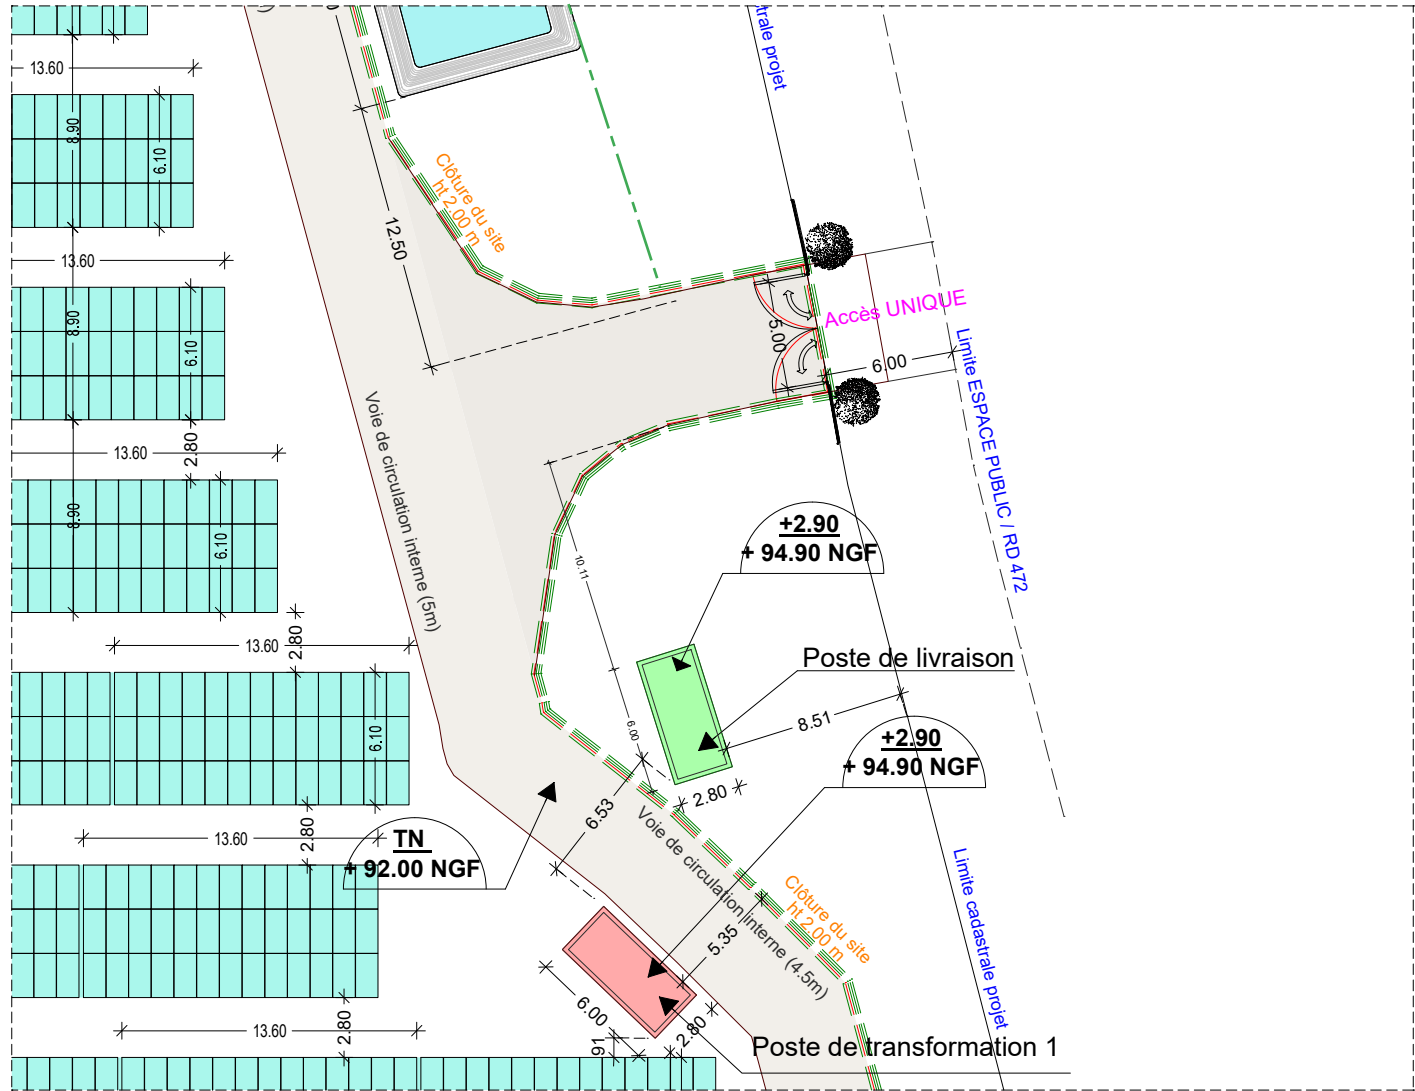 13.60
8.90
6.10
trale projet
Clôture du site
ht 2.00 m
12.50
13.60
8.90
6.10
Accès UNIQUE
5.00
6.00
Limite ESPACE PUBLIC / RD 472
13.60
2.80
8.90
6.10
Voie de circulation interne (5m)
+2.90
+ 94.90 NGF
10.11
13.60
2.80
6.10
Poste de livraison
8.51
6.00
+2.90
+ 94.90 NGF
2.80
6.53
13.60
2.80
TN
+ 92.00 NGF
Voie de circulation interne (4.5m)
Clôture du site
ht 2.00 m
Limite cadastrale projet
5.35
6.00
2.80
91
13.60
2.80
Poste de transformation 1